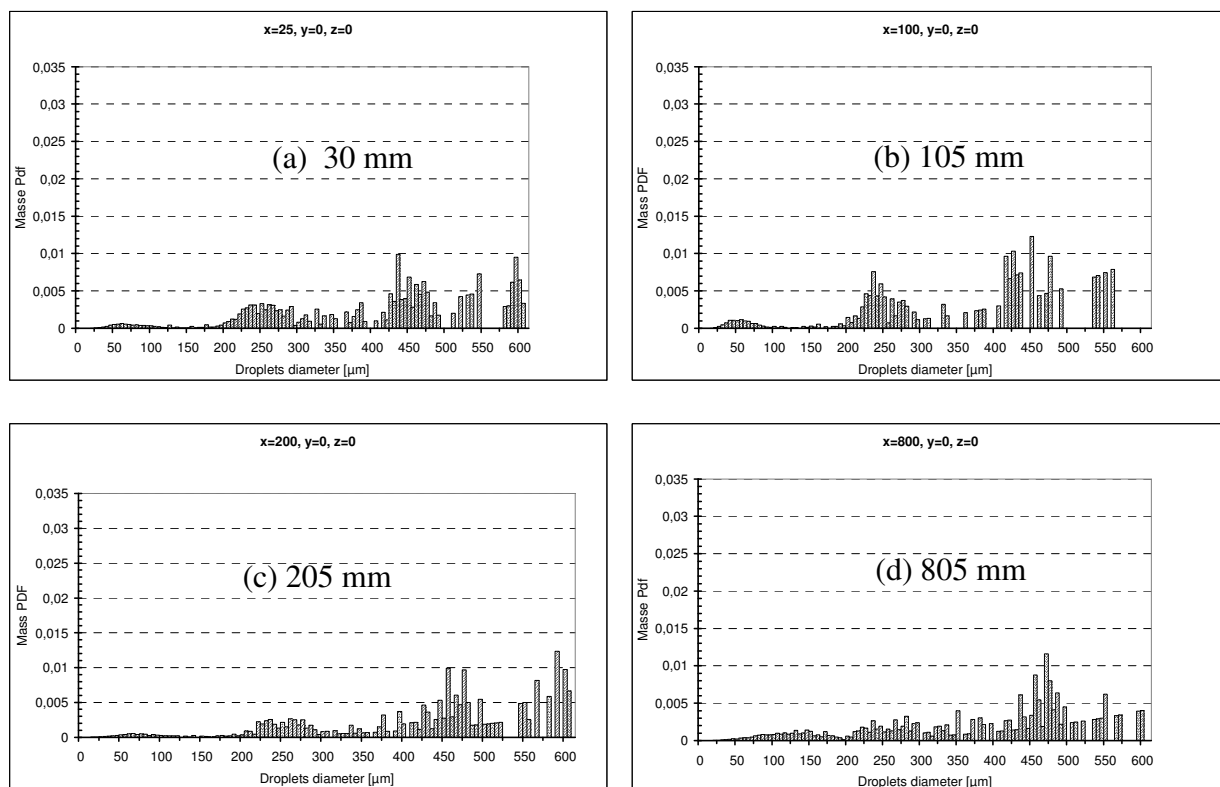 x=25, y=0, z=0
0,035
0,03
0,025
0,02
0,015
0,01
0,005
0
Masse Pdf
(a) 30 mm
0 50 100 150 200 250 300 350 400 450 500 550 600
Droplets diameter [µm]
x=100, y=0, z=0
0,035
0,03
0,025
0,02
0,015
0,01
0,005
0
Mass PDF
(b) 105 mm
0 50 100 150 200 250 300 350 400 450 500 550 600
Droplets diameter [µm]
x=200, y=0, z=0
0,035
0,03
0,025
0,02
0,015
0,01
0,005
0
Mass PDF
(c) 205 mm
0 50 100 150 200 250 300 350 400 450 500 550 600
Droplets diameter [µm]
x=800, y=0, z=0
0,035
0,03
0,025
0,02
0,015
0,01
0,005
0
Masse Pdf
(d) 805 mm
0 50 100 150 200 250 300 350 400 450 500 550 600
Droplets diameter [µm]